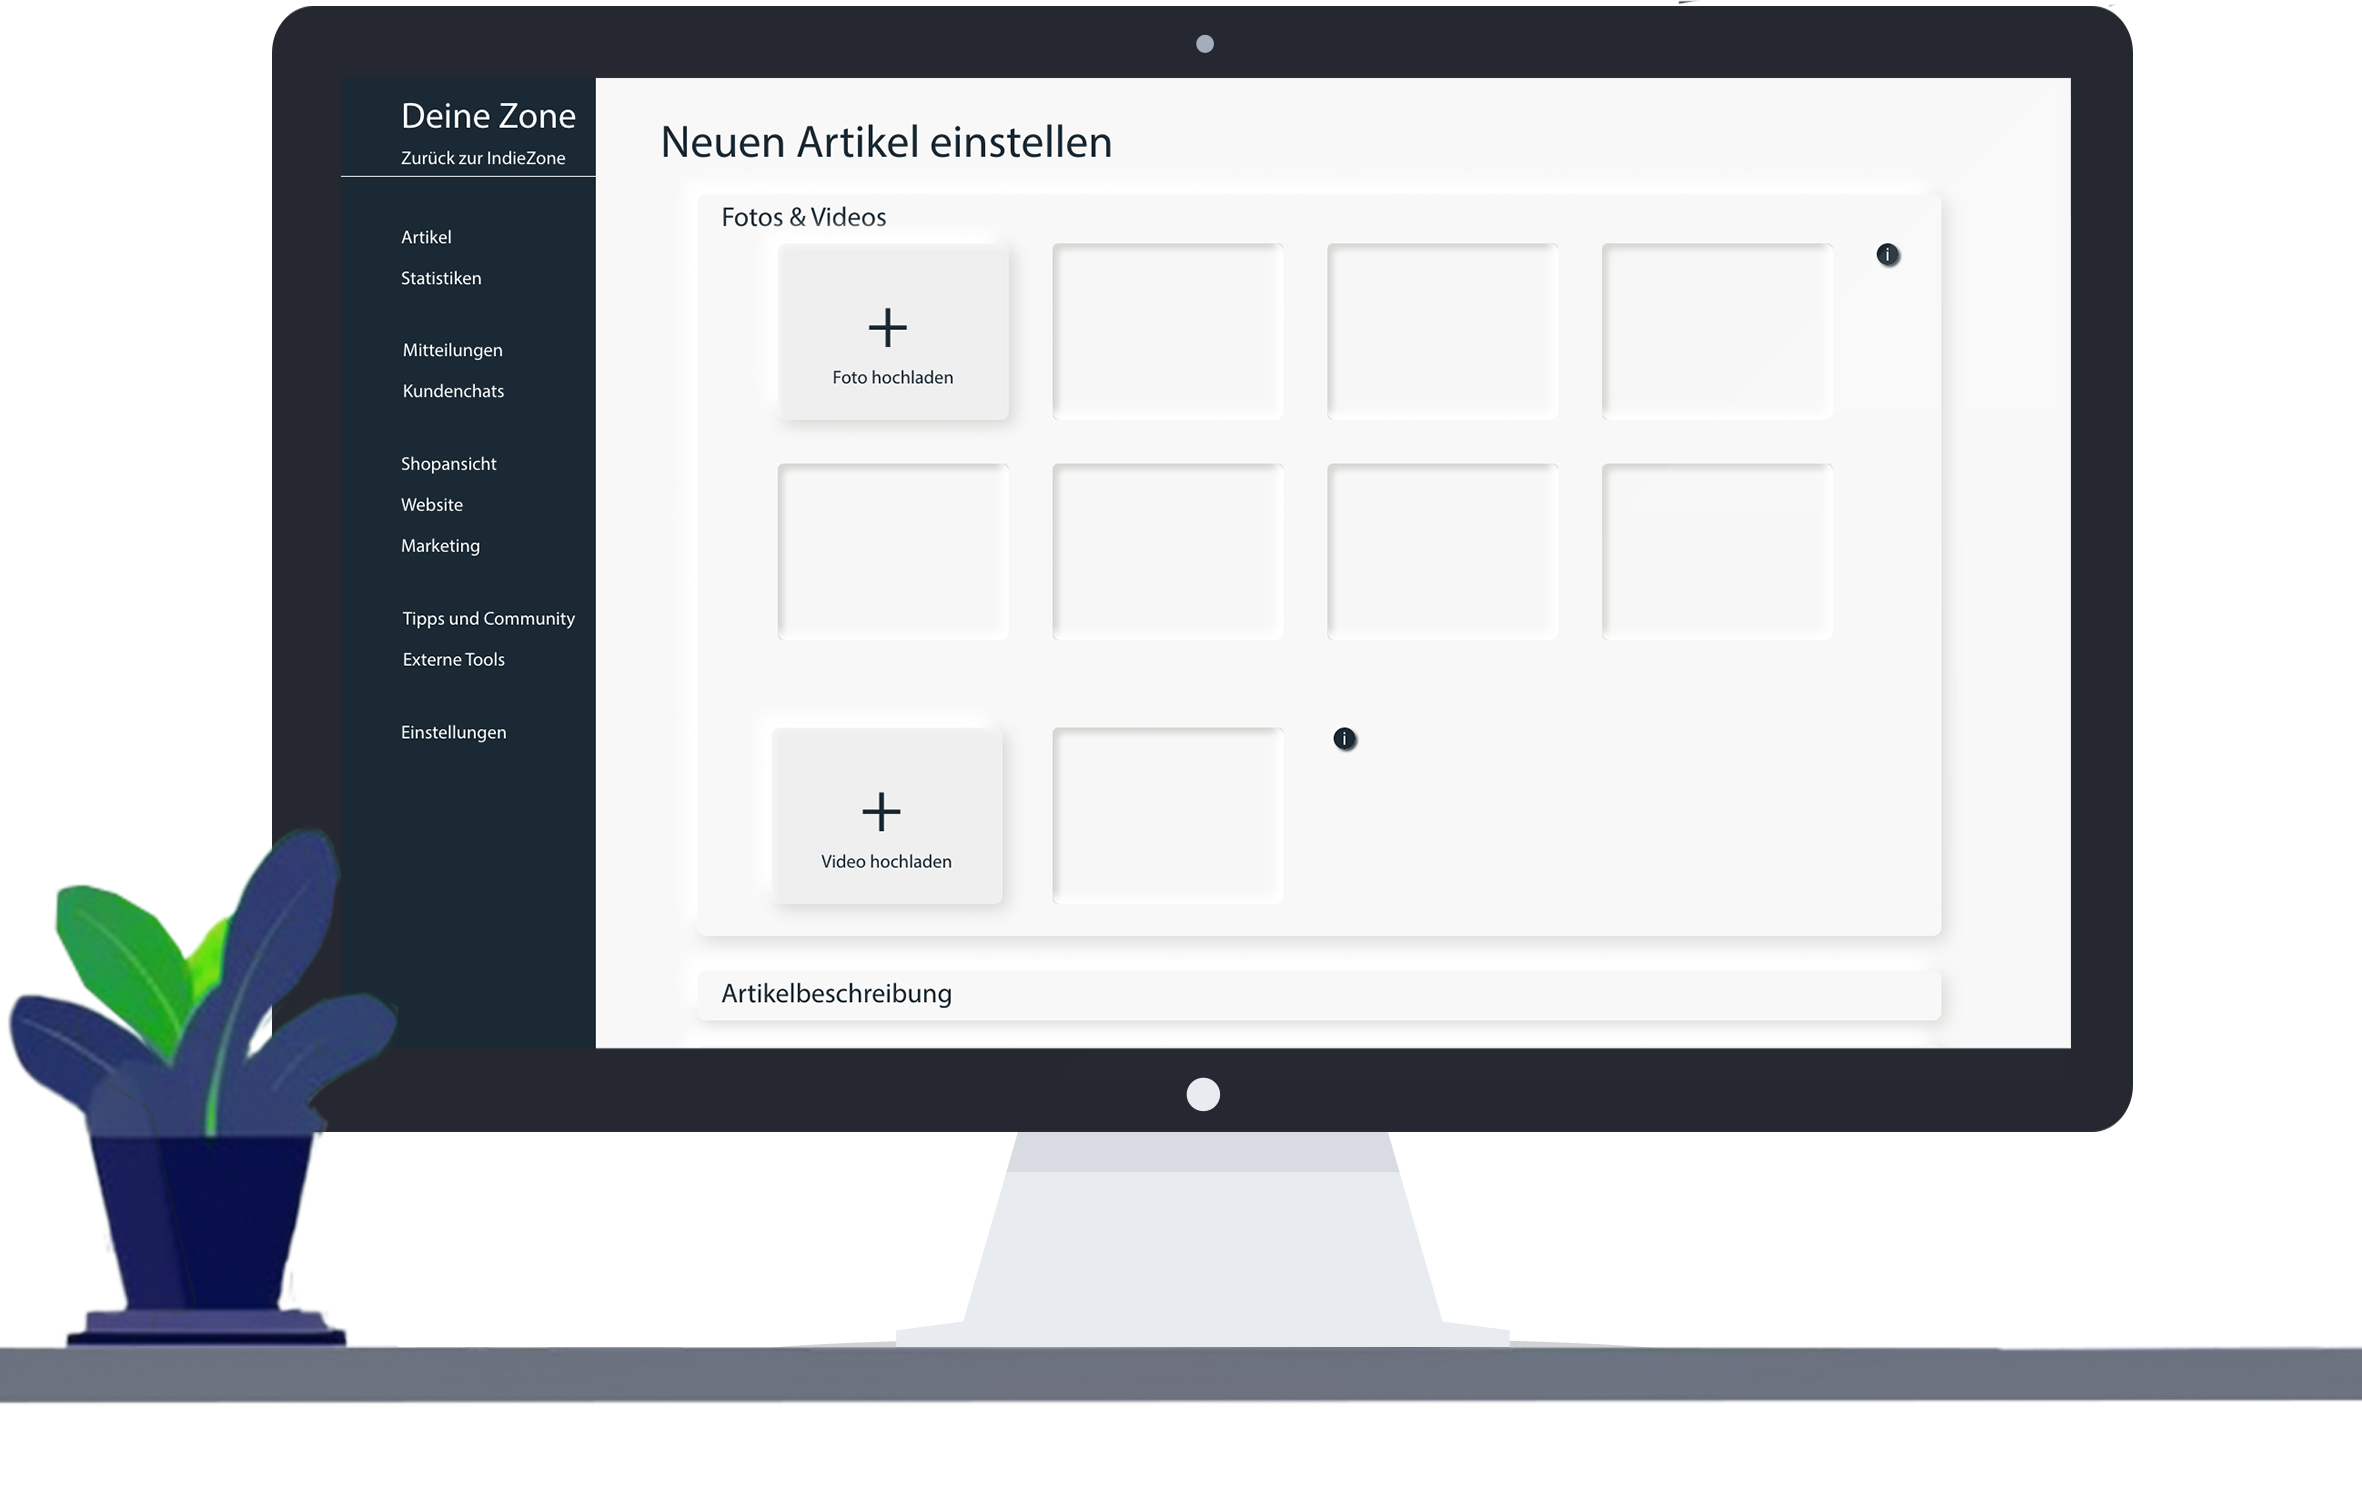 Deine Zone
Zurück zur IndieZone
Artikel
Statistiken
Mitteilungen
Kundenchats
Shopansicht
Website
Marketing
Tipps und Community
Externe Tools
Einstellungen
Neuen Artikel einstellen
Fotos & Videos
i
Foto hochladen
i
Video hochladen
Artikelbeschreibung